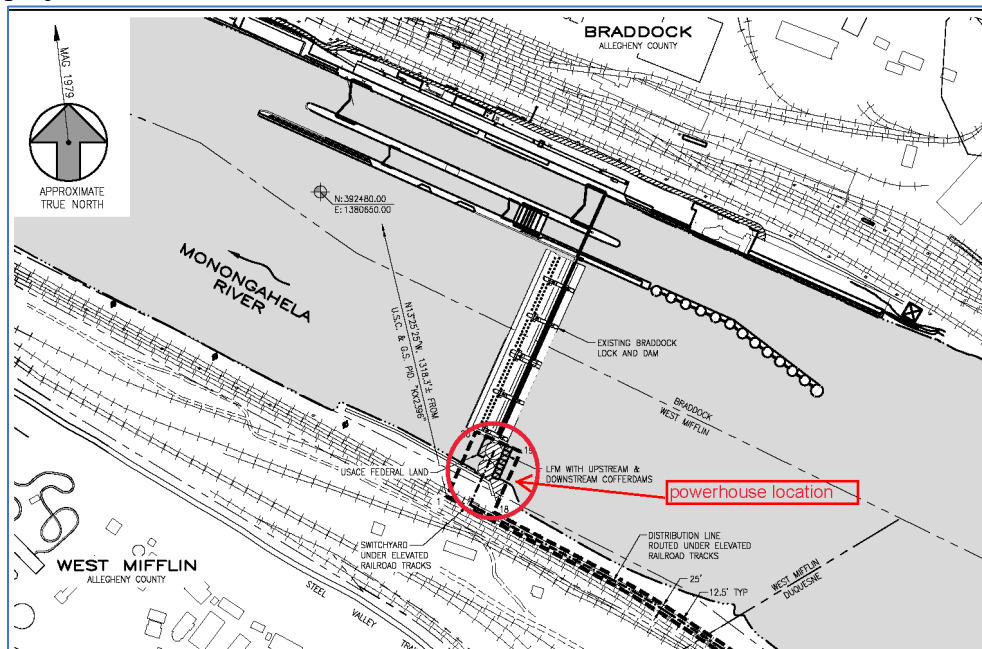 BRADDOCK
ALLEGHENY COUNTY
MAG 1979
APPROXIMATE
TRUE NORTH
N: 392480.00
E: 1380650.00
MONONGAHELA
RIVER
N13°25'25"W, 1318.3'± FROM
U.S.C. & G.S. PID "KX2396"
EXISTING BRADDOCK
LOCK AND DAM
BRADDOCK
WEST MIFFLIN
20
19
USACE FEDERAL LAND
LFM WITH UPSTREAM &
DOWNSTREAM COFFERDAMS
powerhouse location
1
18
SWITCHYARD
UNDER ELEVATED
RAILROAD TRACKS
DISTRIBUTION LINE
ROUTED UNDER ELEVATED
RAILROAD TRACKS
WEST MIFFLIN
ALLEGHENY COUNTY
25'
12.5' TYP
WEST MIFFLIN
DUQUESNE
STEEL
VALLEY